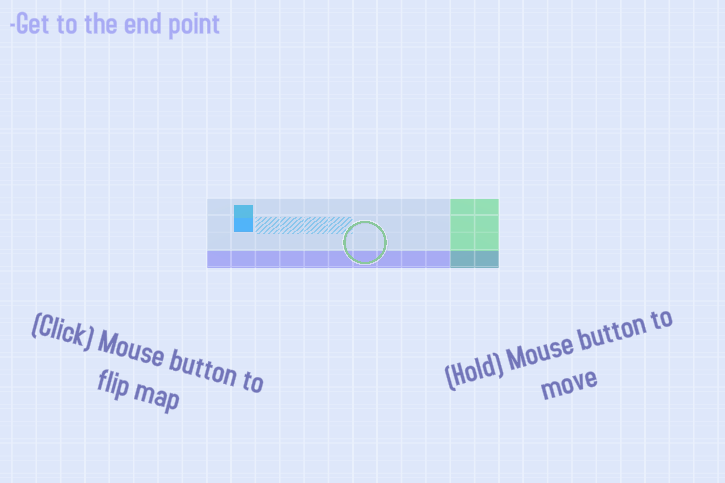 -Get to the end point
(Click) Mouse button to
flip map
(Hold) Mouse button to
move